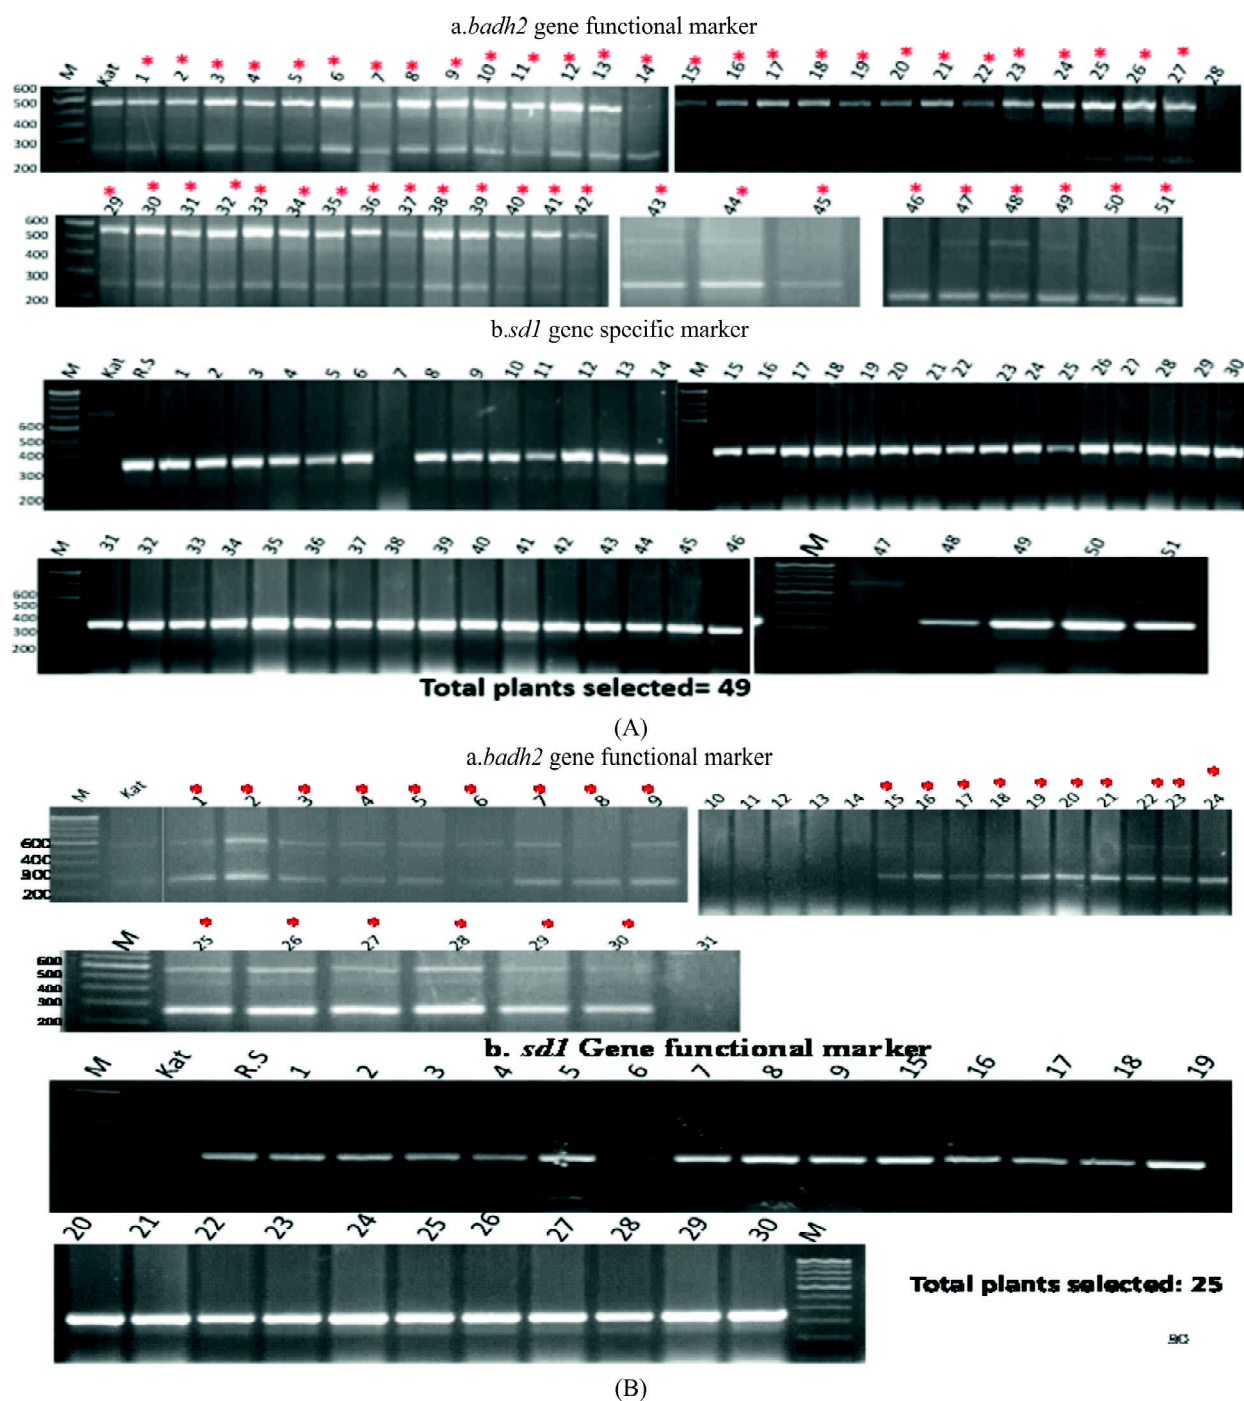 a.badh2 gene functional marker
M Kat 1* 2* 3* 4* 5* 6* 7* 8* 9* 10* 11* 12* 13* 14* 15* 16* 17* 18* 19* 20* 21* 22* 23* 24* 25* 26* 27* 28
600
500
400
300
200
29* 30* 31* 32* 33* 34* 35* 36* 37* 38* 39* 40* 41* 42* 43* 44* 45* 46* 47* 48* 49* 50* 51*
600
500
400
300
200
b.sd1 gene specific marker
M Kat R.S 1 2 3 4 5 6 7 8 9 10 11 12 13 14 M 15 16 17 18 19 20 21 22 23 24 25 26 27 28 29 30
600
500
400
300
200
M 31 32 33 34 35 36 37 38 39 40 41 42 43 44 45 46 M 47 48 49 50 51
600
500
400
300
200
Total plants selected= 49
(A)
a.badh2 gene functional marker
M Kat 1 2 3 4 5 6 7 8 9 10 11 12 13 14 15 16 17 18 19 20 21 22 23 24
600
400
300
200
M 25 26 27 28 29 30 31
600
500
400
300
200
b. sd1 Gene functional marker
M Kat R.S 1 2 3 4 5 6 7 8 9 15 16 17 18 19
20 21 22 23 24 25 26 27 28 29 30 M
Total plants selected: 25
(B)